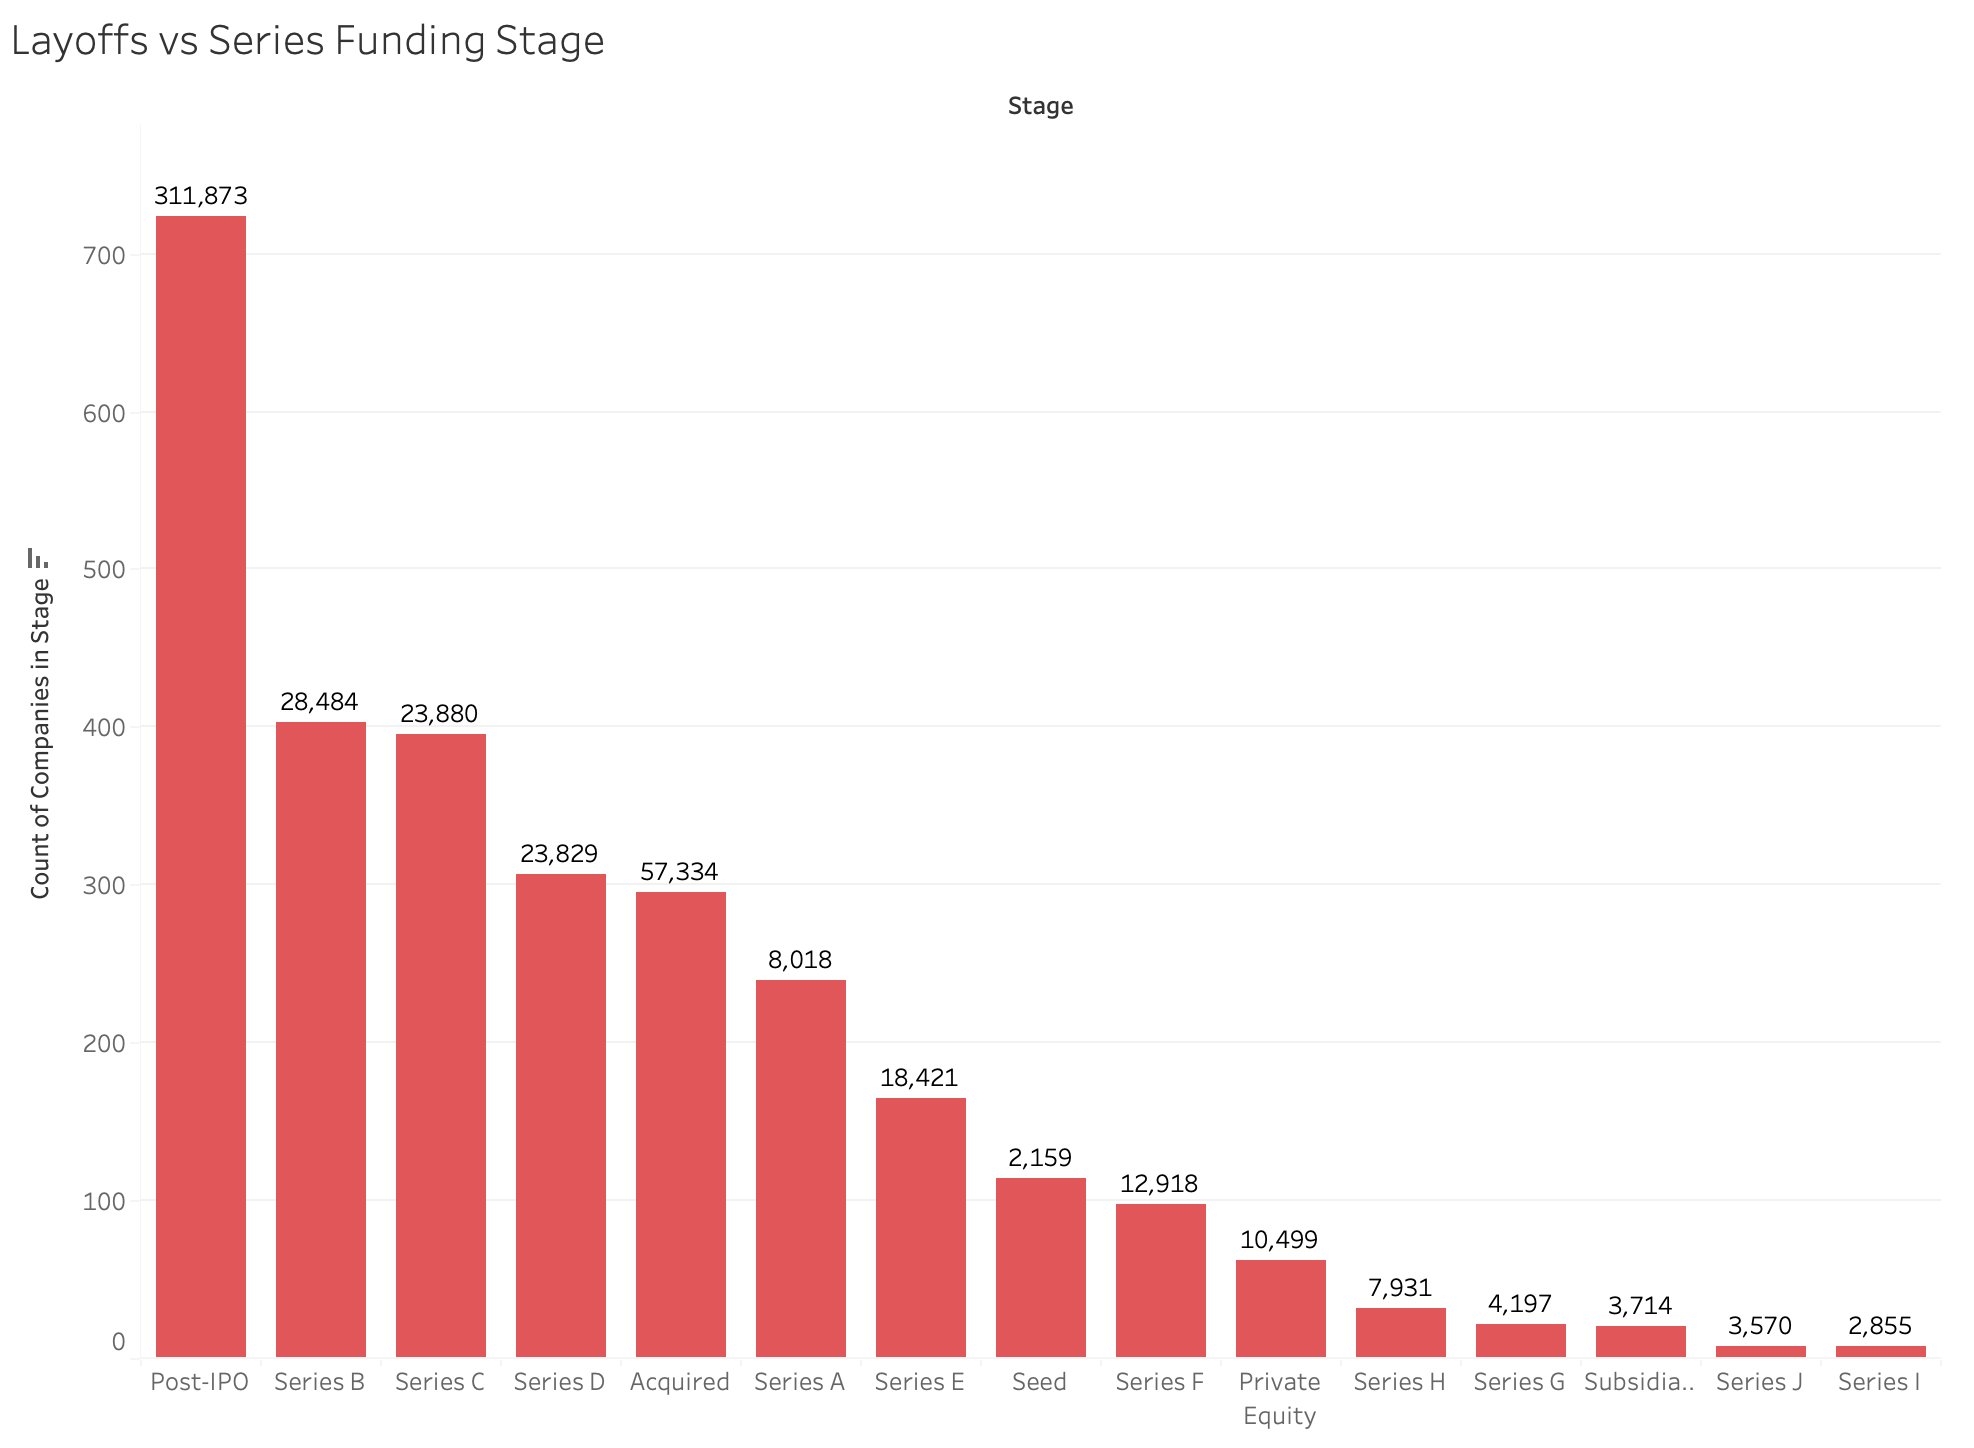 Layoffs vs Series Funding Stage
Stage
Count of Companies in Stage
700
600
500
400
300
200
100
0
311,873
28,484
23,880
23,829
57,334
8,018
18,421
2,159
12,918
10,499
7,931
4,197
3,714
3,570
2,855
Post-IPO
Series B
Series C
Series D
Acquired
Series A
Series E
Seed
Series F
Private
Equity
Series H
Series G
Subsidia..
Series J
Series I